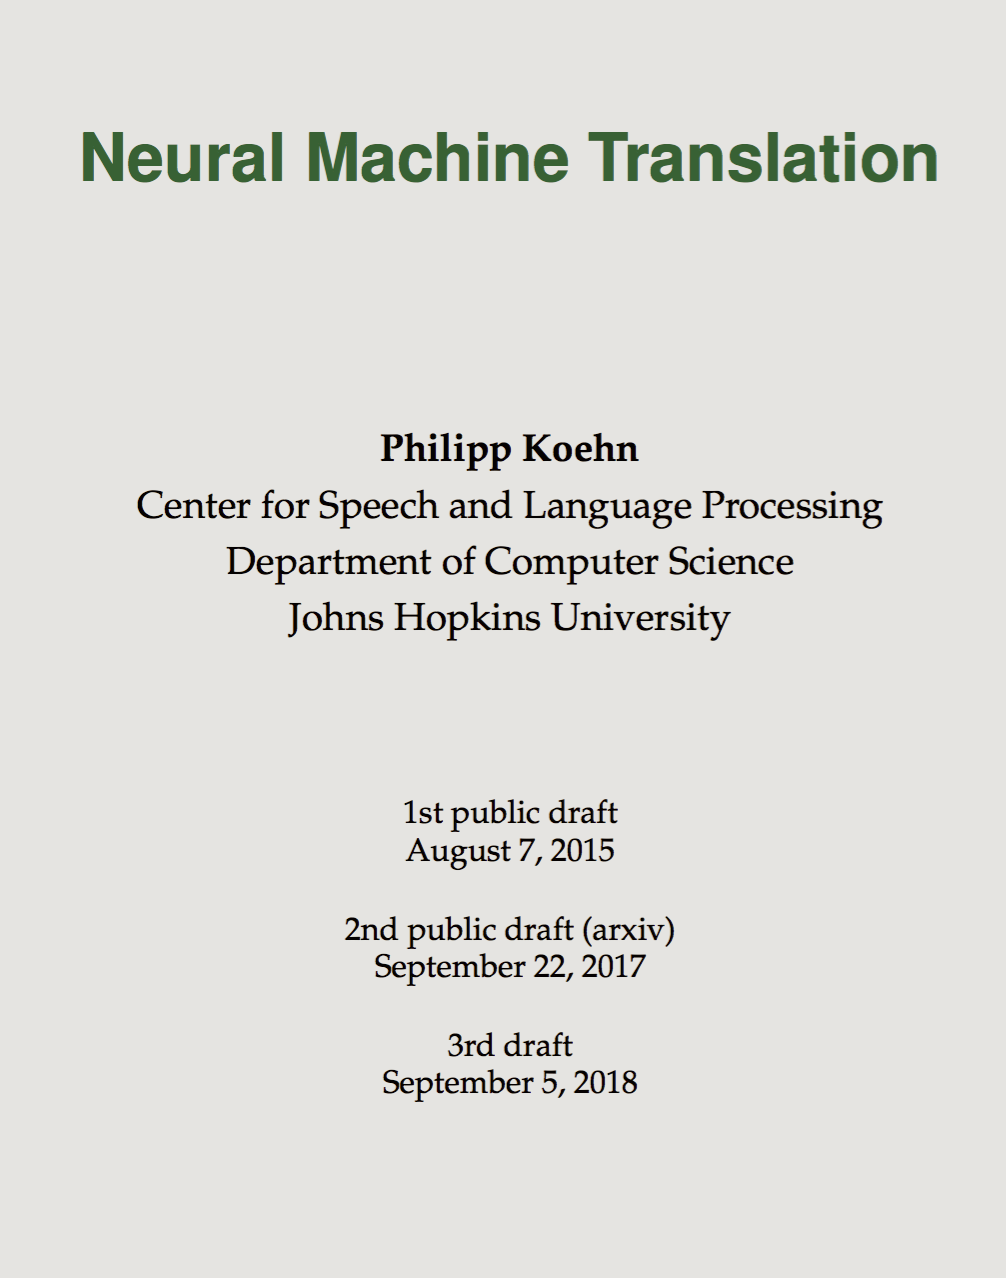 Neural Machine Translation
Philipp Koehn
Center for Speech and Language Processing
Department of Computer Science
Johns Hopkins University
1st public draft
August 7, 2015
2nd public draft (arxiv)
September 22, 2017
3rd draft
September 5, 2018